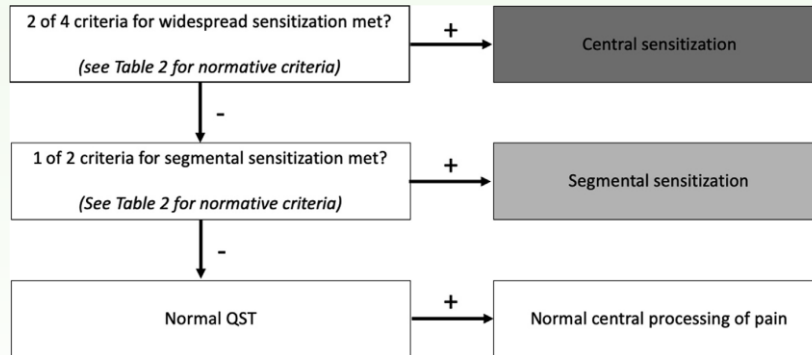 2 of 4 criteria for widespread sensitization met?
+
Central sensitization
(see Table 2 for normative criteria)
-
1 of 2 criteria for segmental sensitization met?
+
Segmental sensitization
(See Table 2 for normative criteria)
-
Normal QST
+
Normal central processing of pain